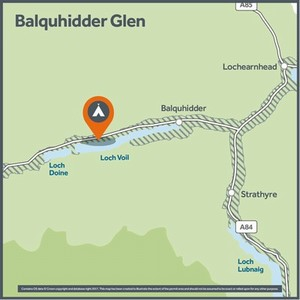 Balquhidder Glen
A85
Lochearnhead
Balquhidder
Loch Voil
Loch
Doine
Strathyre
A84
Loch
Lubnaig